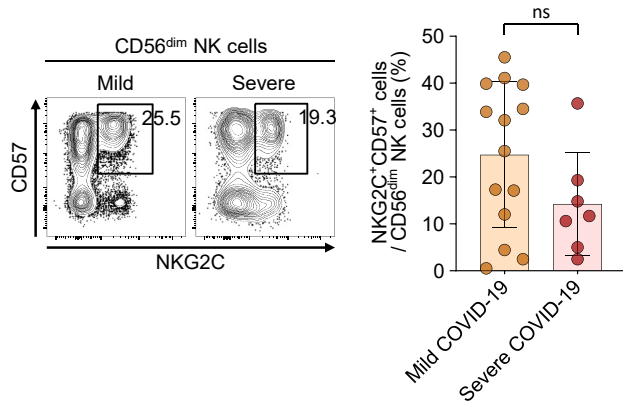 CD56dim NK cells
Mild
Severe
25.5
19.3
CD57
NKG2C
ns
NKG2C+CD57+ cells
/ CD56dim NK cells (%)
50
40
30
20
10
0
Mild COVID-19
Severe COVID-19